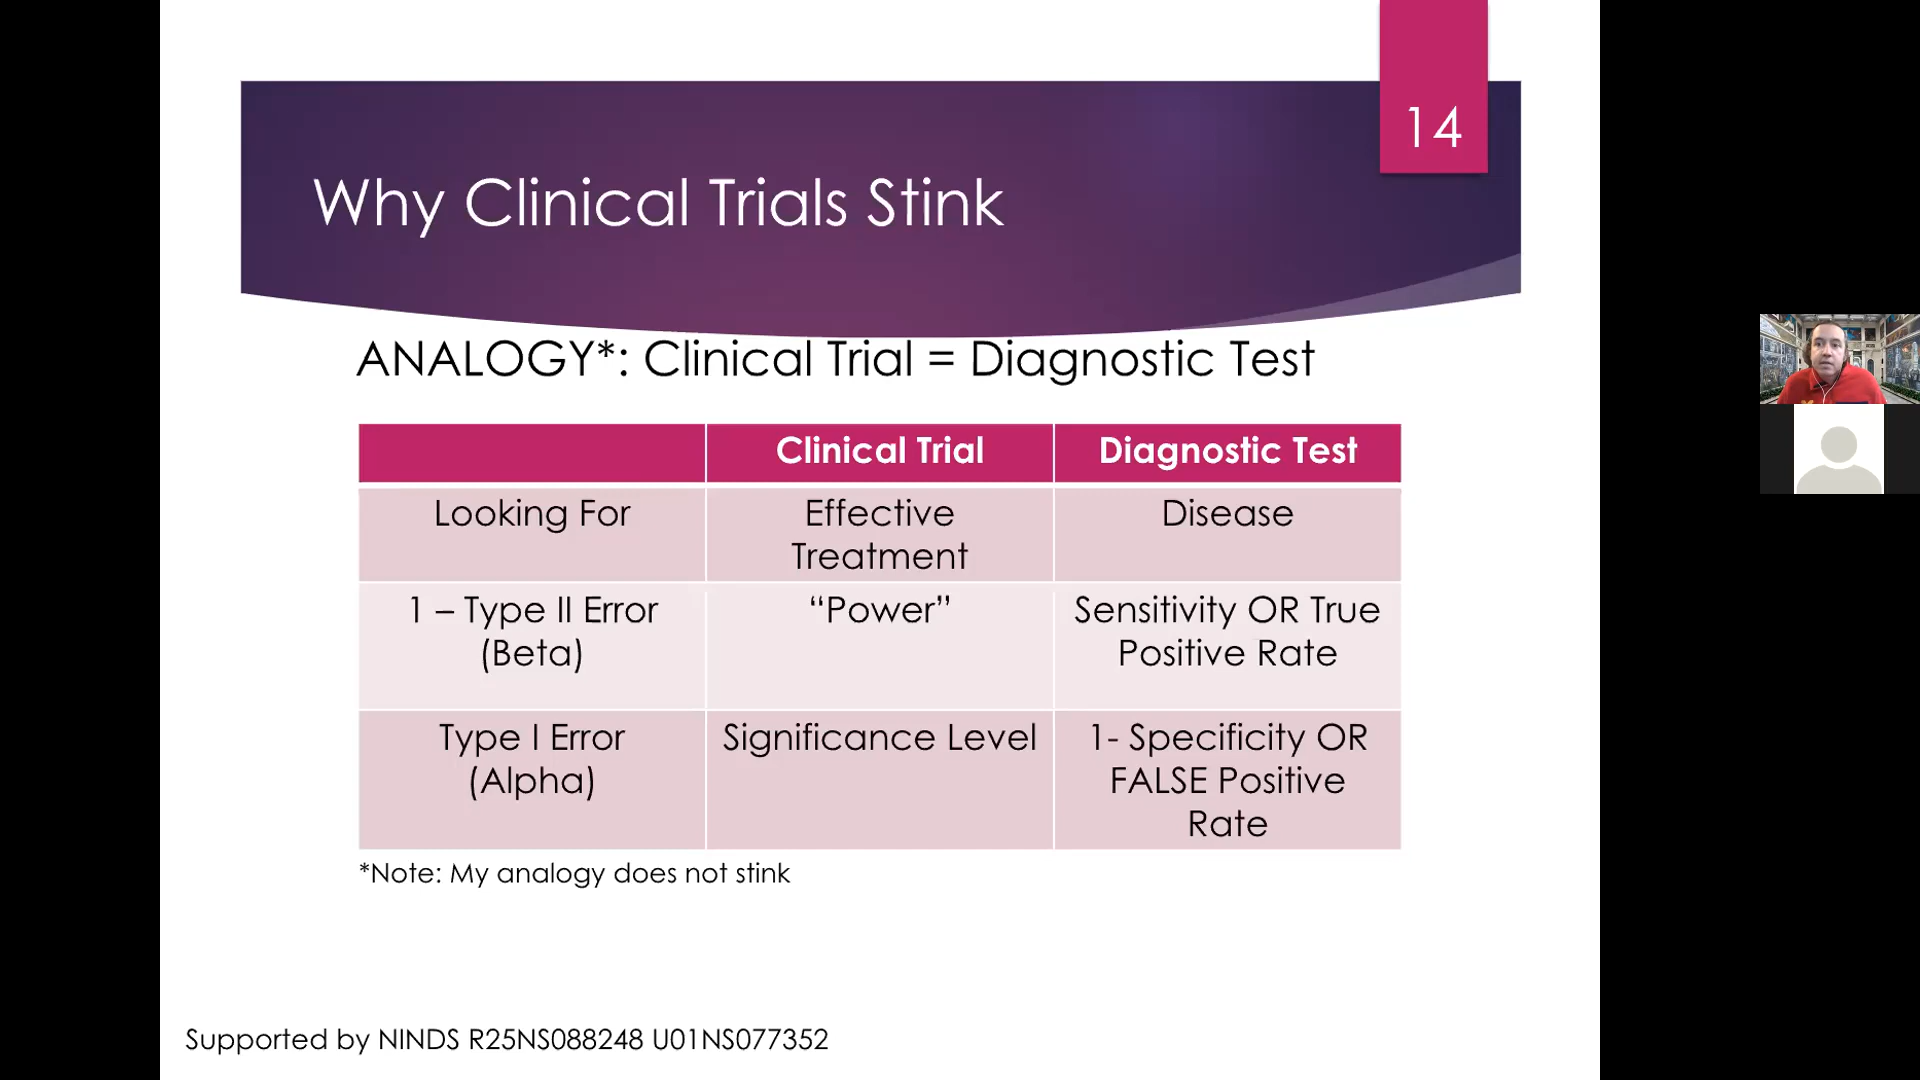 14
Why Clinical Trials Stink
ANALOGY*: Clinical Trial = Diagnostic Test
Clinical Trial
Diagnostic Test
Looking For
Effective
Treatment
Disease
1 – Type II Error
(Beta)
“Power”
Sensitivity OR True
Positive Rate
Type I Error
(Alpha)
Significance Level
1- Specificity OR
FALSE Positive
Rate
*Note: My analogy does not stink
Supported by NINDS R25NS088248 U01NS077352